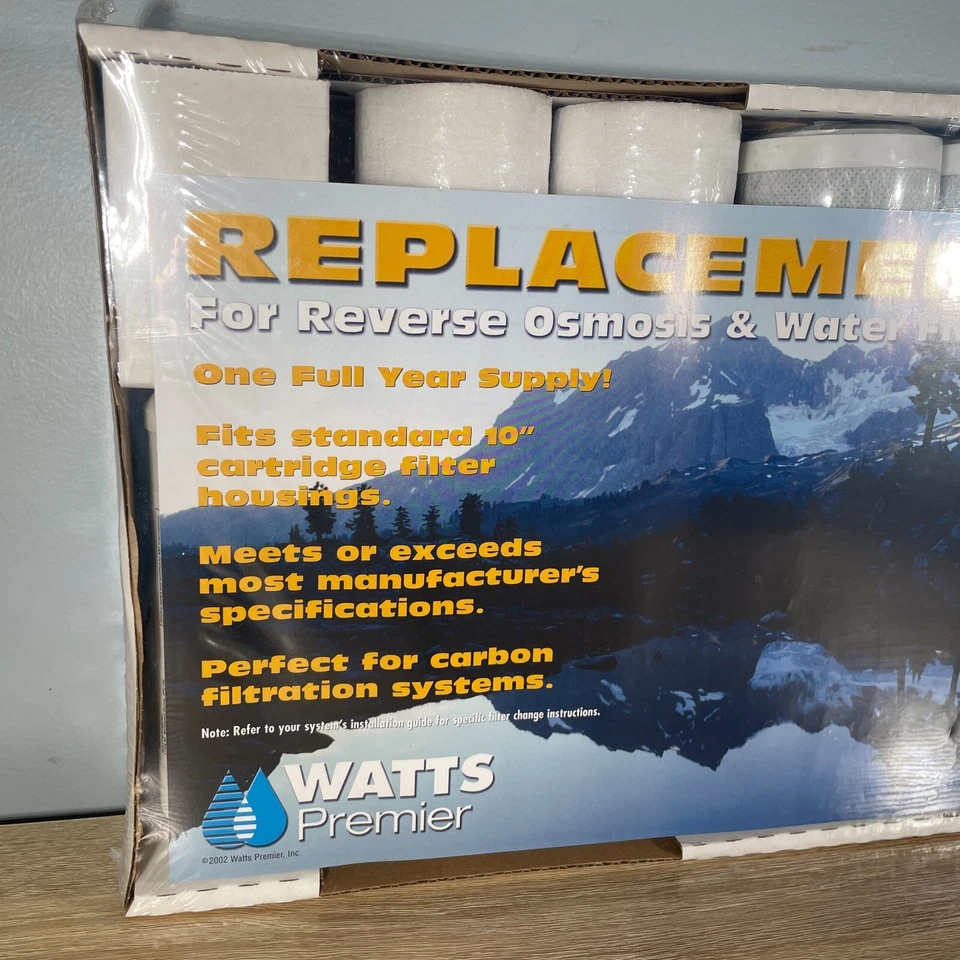 REPLACEME
For Reverse Osmosis & Water Fil
One Full Year Supply!
Fits standard 10"
cartridge filter
housings.
Meets or exceeds
most manufacturer's
specifications.
Perfect for carbon
filtration systems.
Note: Refer to your system's installation guide for specific filter change instructions.
WATTS
Premier
©2002 Watts Premier, Inc.